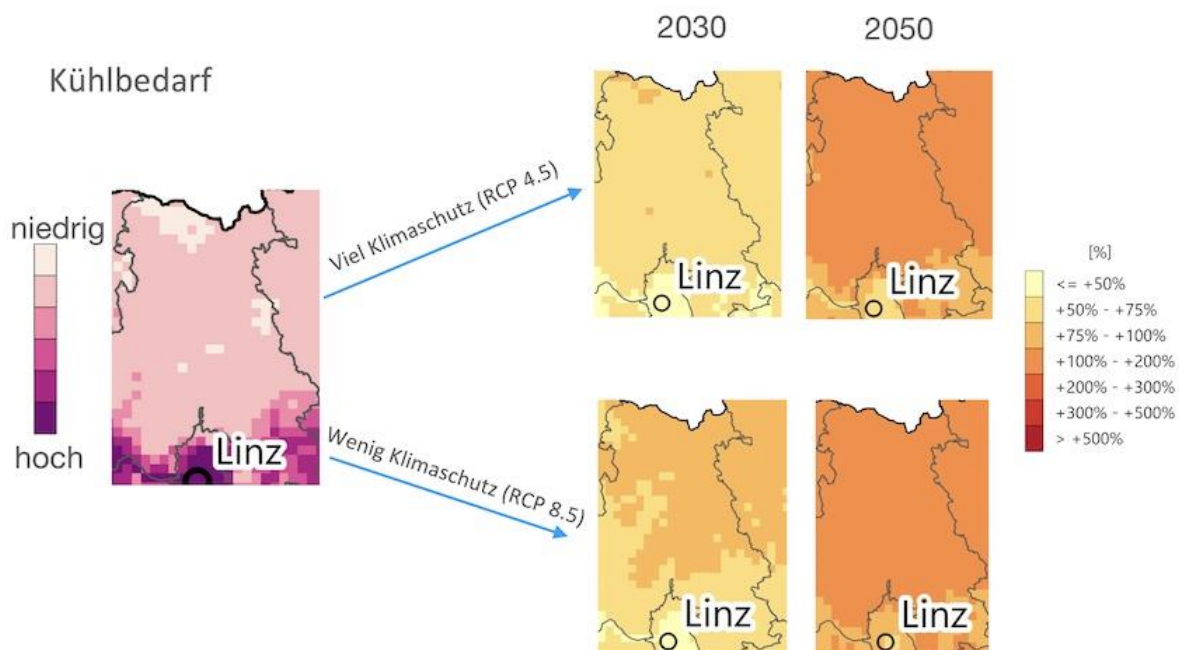 2030
2050
Kühlbedarf
niedrig
hoch
Linz
Viel Klimaschutz (RCP 4.5)
Wenig Klimaschutz (RCP 8.5)
Linz
Linz
[%]
<= +50%
+50% - +75%
+75% - +100%
+100% - +200%
+200% - +300%
+300% - +500%
> +500%
Linz
Linz